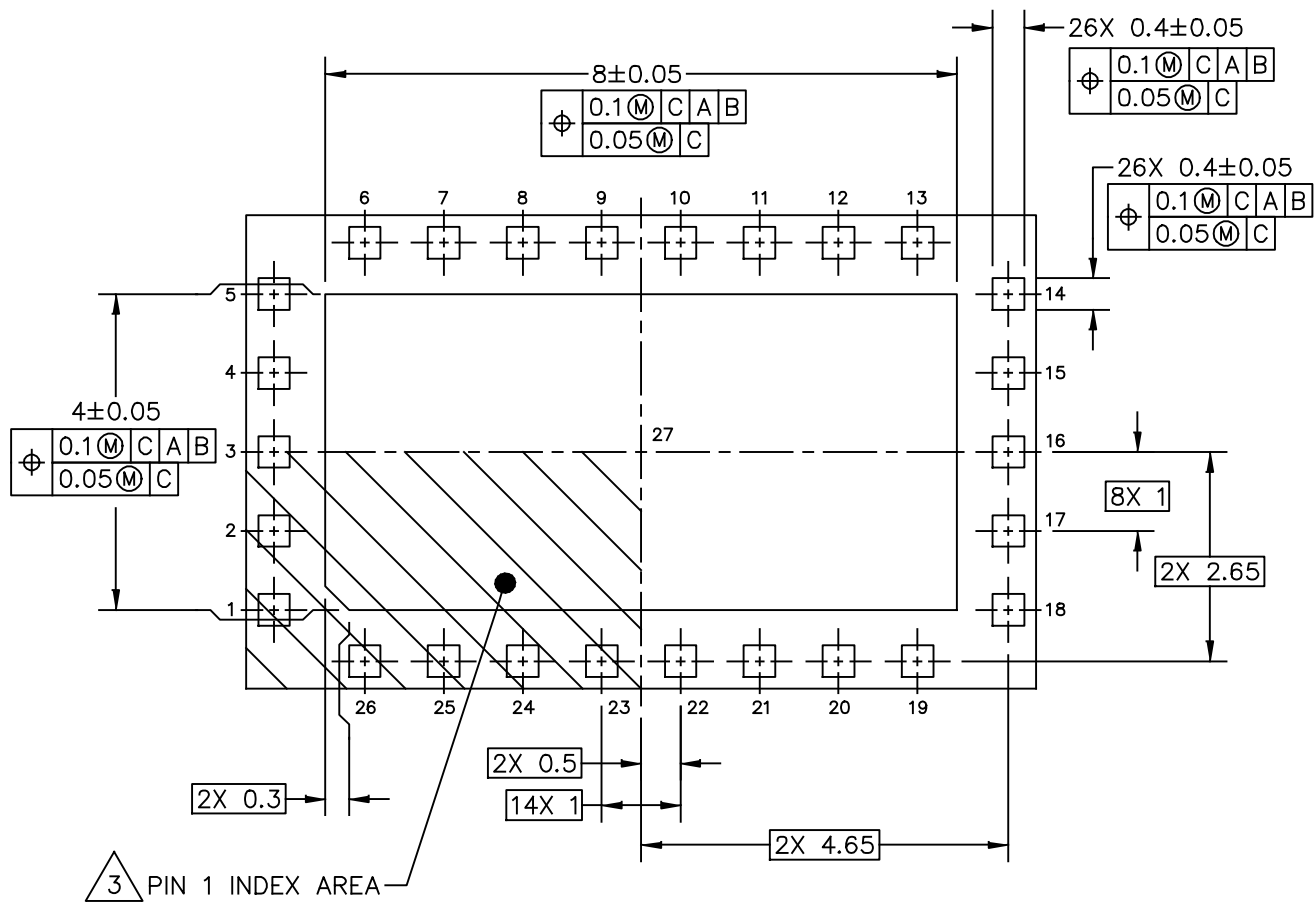 26X 0.4±0.05
0.1Ⓜ C A B
0.05Ⓜ C
8±0.05
0.1Ⓜ C A B
0.05Ⓜ C
26X 0.4±0.05
0.1Ⓜ C A B
0.05Ⓜ C
6 7 8 9 10 11 12 13
5 14
4 15
4±0.05
0.1Ⓜ C A B
0.05Ⓜ C
3 27 16
8X 1
2 17
2X 2.65
1 18
26 25 24 23 22 21 20 19
2X 0.5
2X 0.3
14X 1
2X 4.65
3 PIN 1 INDEX AREA